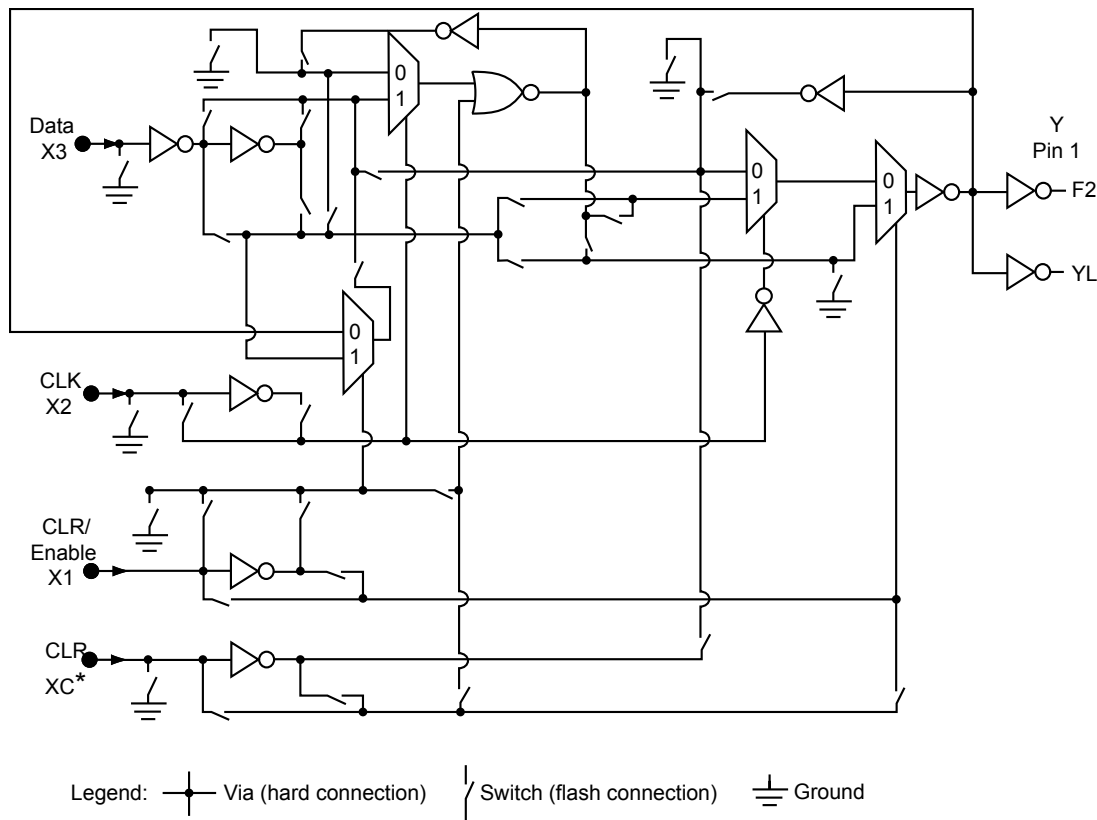 0
1
Data
X3
Y
Pin 1
0
1
0
1
F2
YL
0
1
CLK
X2
CLR/
Enable
X1
CLR
XC*
Legend: Via (hard connection) Switch (flash connection) Ground